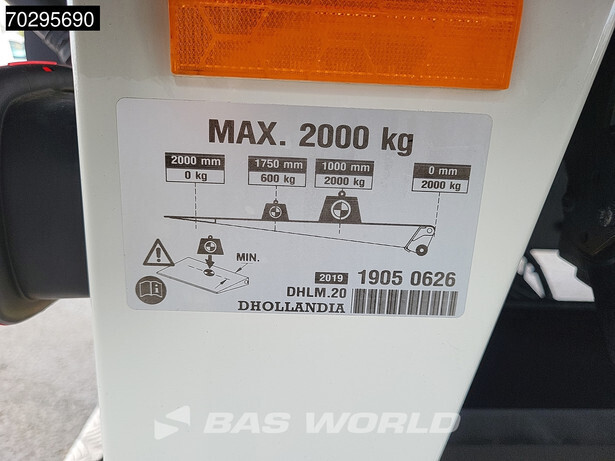 70295690
MAX. 2000 kg
2000 mm 1750 mm 1000 mm 0 mm
0 kg 600 kg 2000 kg 2000 kg
MIN.
2019 1905 0626
DHLM.20
DHOLLANDIA
BAS WORLD